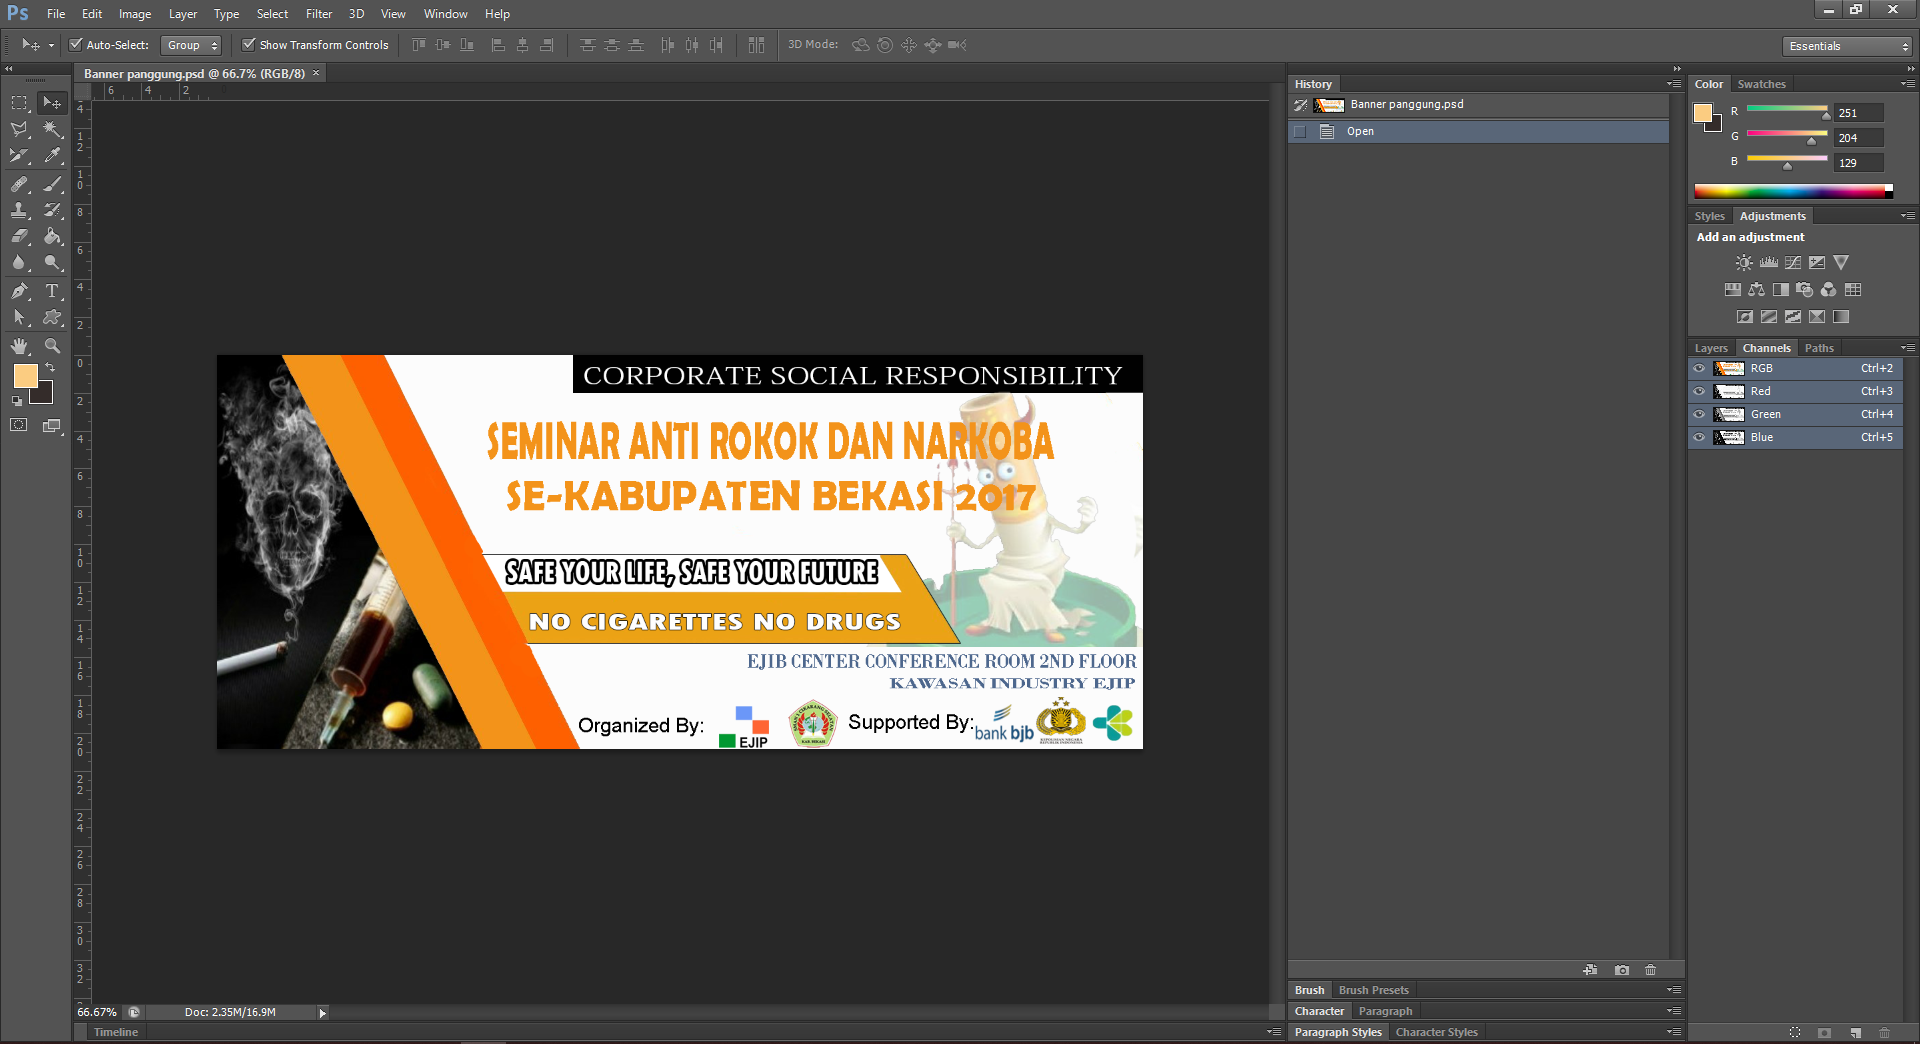 Ps File Edit Image Layer Type Select Filter 3D View Window Help
Auto-Select: Group Show Transform Controls 3D Mode: Essentials
Banner panggung.psd @ 66.7% (RGB/8) ×
CORPORATE SOCIAL RESPONSIBILITY
SEMINAR ANTI ROKOK DAN NARKOBA
SE-KABUPATEN BEKASI 2017
SAFE YOUR LIFE, SAFE YOUR FUTURE
NO CIGARETTES NO DRUGS
EJIB CENTER CONFERENCE ROOM 2ND FLOOR
KAWASAN INDUSTRY EJIP
Organized By:
EJIP
Supported By:
bank bjb
66.67% Doc: 2.35M/16.9M
Timeline
History
Banner panggung.psd
Open
Brush Brush Presets
Character Paragraph
Paragraph Styles Character Styles
Color Swatches
R 251
G 204
B 129
Styles Adjustments
Add an adjustment
Layers Channels Paths
RGB Ctrl+2
Red Ctrl+3
Green Ctrl+4
Blue Ctrl+5